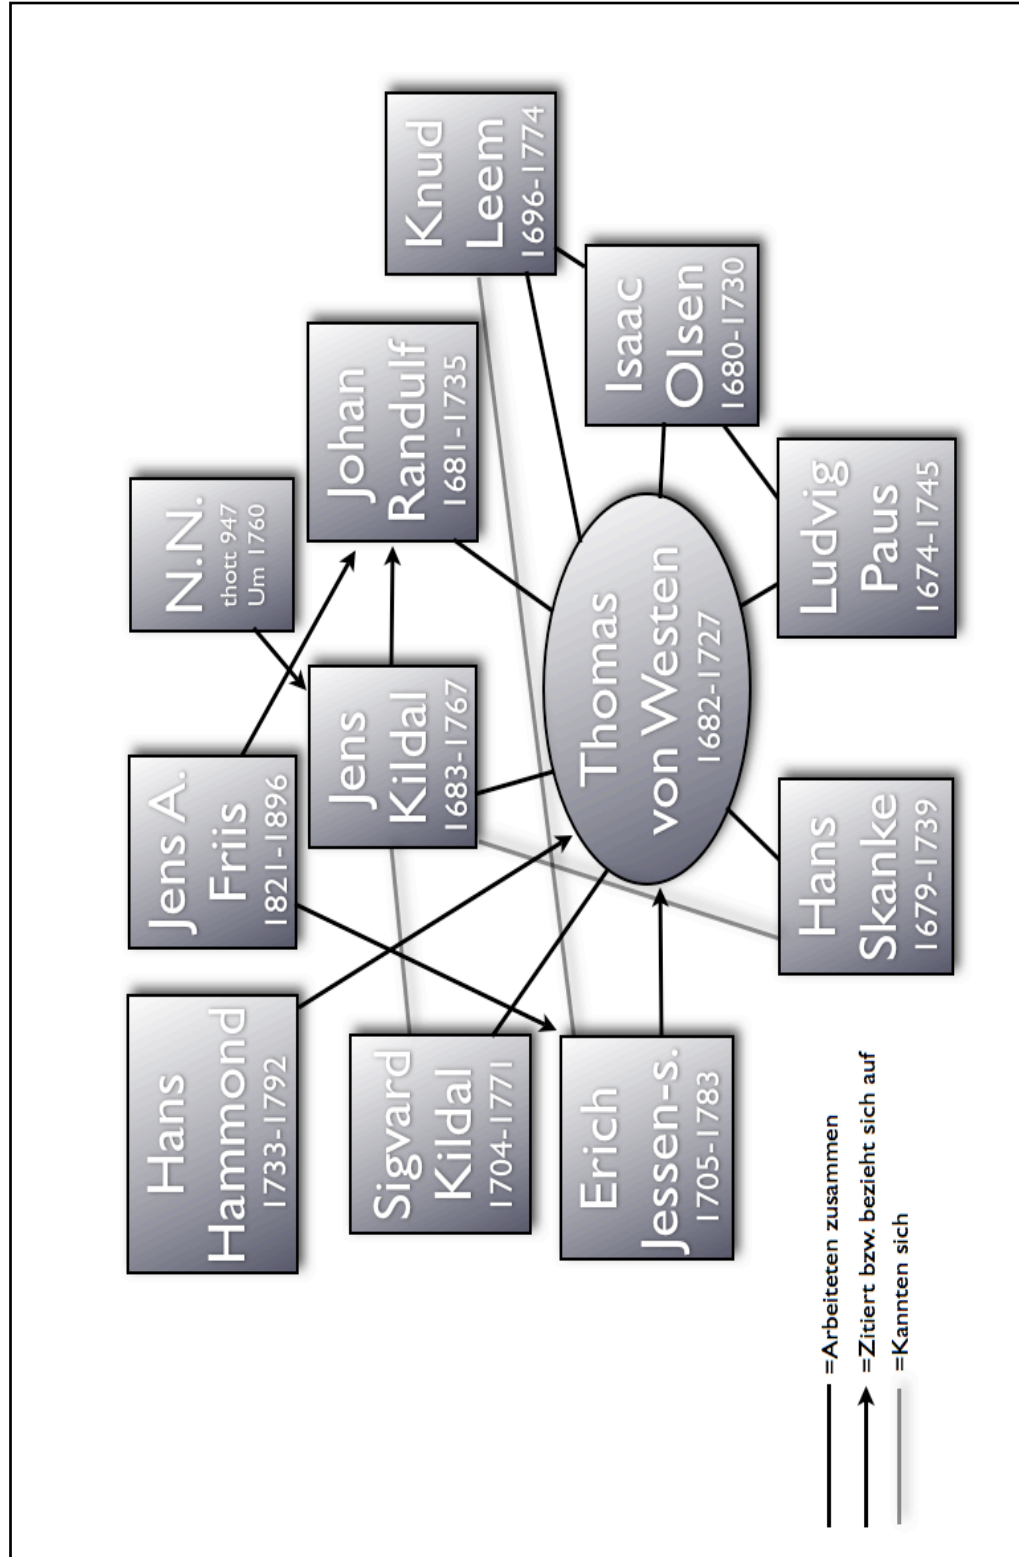 Hans
Hammond
1733-1792
Jens A.
Friis
1821-1896
N.N.
thott 947
Um 1760
Sigvard
Kildal
1704-1771
Jens
Kildal
1683-1767
Johan
Randulf
1681-1735
Knud
Leem
1696-1774
Erich
Jessen-s.
1705-1783
Thomas
von Westen
1682-1727
Isaac
Olsen
1680-1730
Hans
Skanke
1679-1739
Ludvig
Paus
1674-1745
=Arbeiteten zusammen
=Zitiert bzw. bezieht sich auf
=Kannten sich